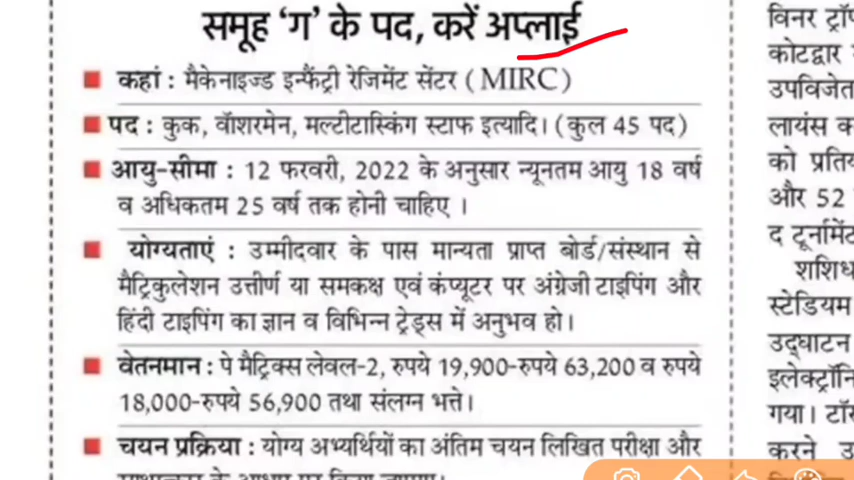 समूह ‘ग’ के पद, करें अप्लाई
कहां : मैकेनाइज्ड इन्फैंट्री रेजिमेंट सेंटर (MIRC)
पद : कुक, वॉशरमेन, मल्टीटास्किंग स्टाफ इत्यादि। (कुल 45 पद)
आयु-सीमा : 12 फरवरी, 2022 के अनुसार न्यूनतम आयु 18 वर्ष
व अधिकतम 25 वर्ष तक होनी चाहिए ।
योग्यताएं : उम्मीदवार के पास मान्यता प्राप्त बोर्ड/संस्थान से
मैट्रिकुलेशन उत्तीर्ण या समकक्ष एवं कंप्यूटर पर अंग्रेजी टाइपिंग और
हिंदी टाइपिंग का ज्ञान व विभिन्न ट्रेड्स में अनुभव हो।
वेतनमान : पे मैट्रिक्स लेवल-2, रुपये 19,900-रुपये 63,200 व रुपये
18,000-रुपये 56,900 तथा संलग्न भत्ते।
चयन प्रक्रिया : योग्य अभ्यर्थियों का अंतिम चयन लिखित परीक्षा और
कोटद्वार
उपविजेत
लायंस क
को प्रति
और 52
द टूर्नामेंट
शशिध
स्टेडियम
उद्घाटन
इलेक्ट्रॉनि
गया। टॉस
करने उ